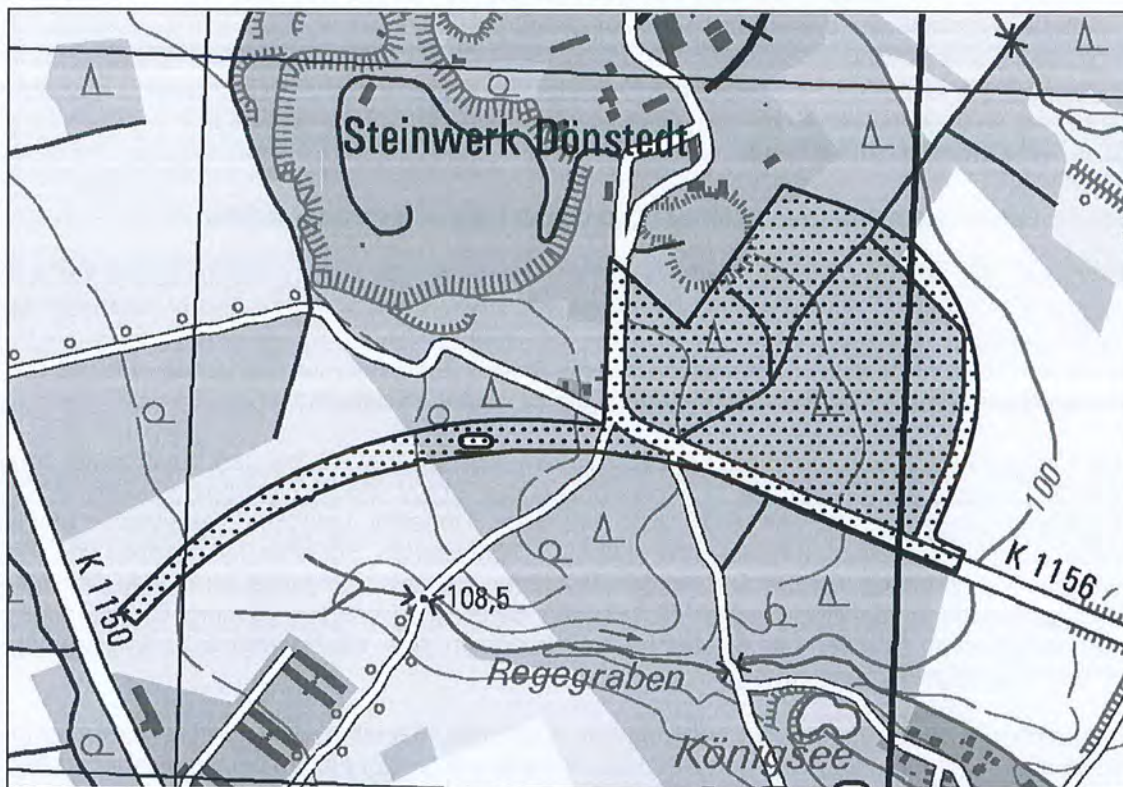 Steinwerk Dönstedt
100
K 1156
K 1150
108,5
Regegraben
Königsee